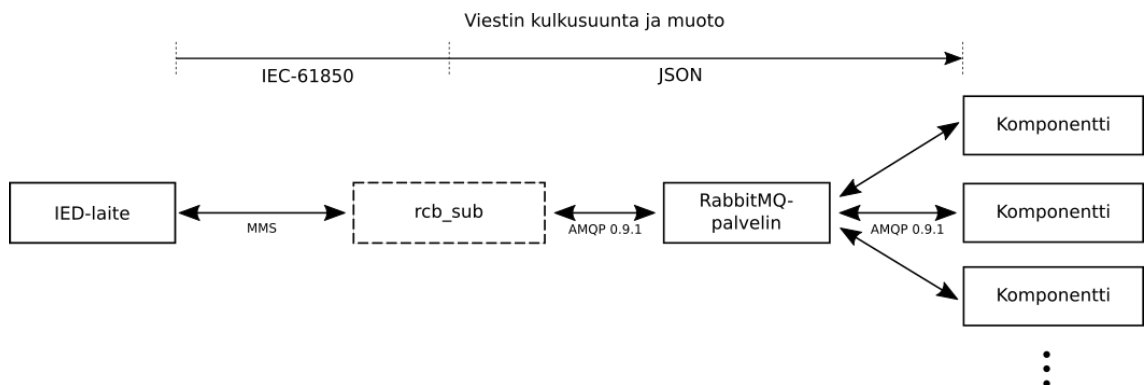 Viestin kulkusuunta ja muoto
IEC-61850
JSON
Komponentti
IED-laite
MMS
rcb_sub
AMQP 0.9.1
RabbitMQ-
palvelin
AMQP 0.9.1
Komponentti
Komponentti